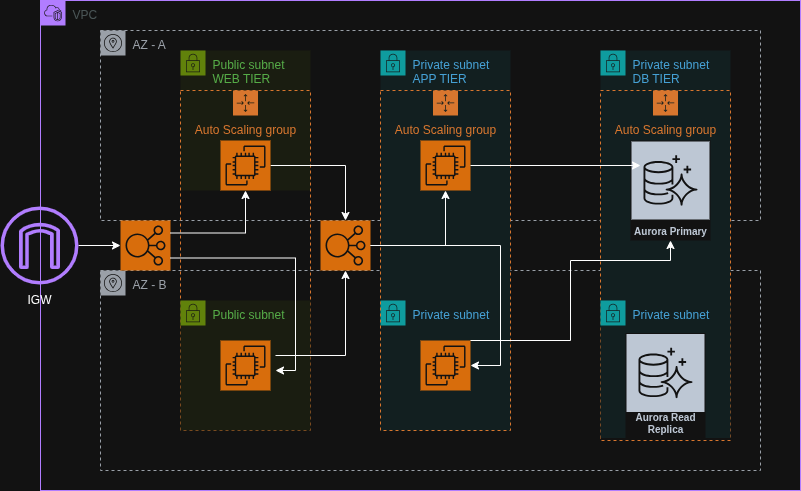 VPC
AZ - A
Public subnet
WEB TIER
Private subnet
APP TIER
Private subnet
DB TIER
Auto Scaling group
Auto Scaling group
Auto Scaling group
Aurora Primary
IGW
AZ - B
Public subnet
Private subnet
Private subnet
Aurora Read
Replica